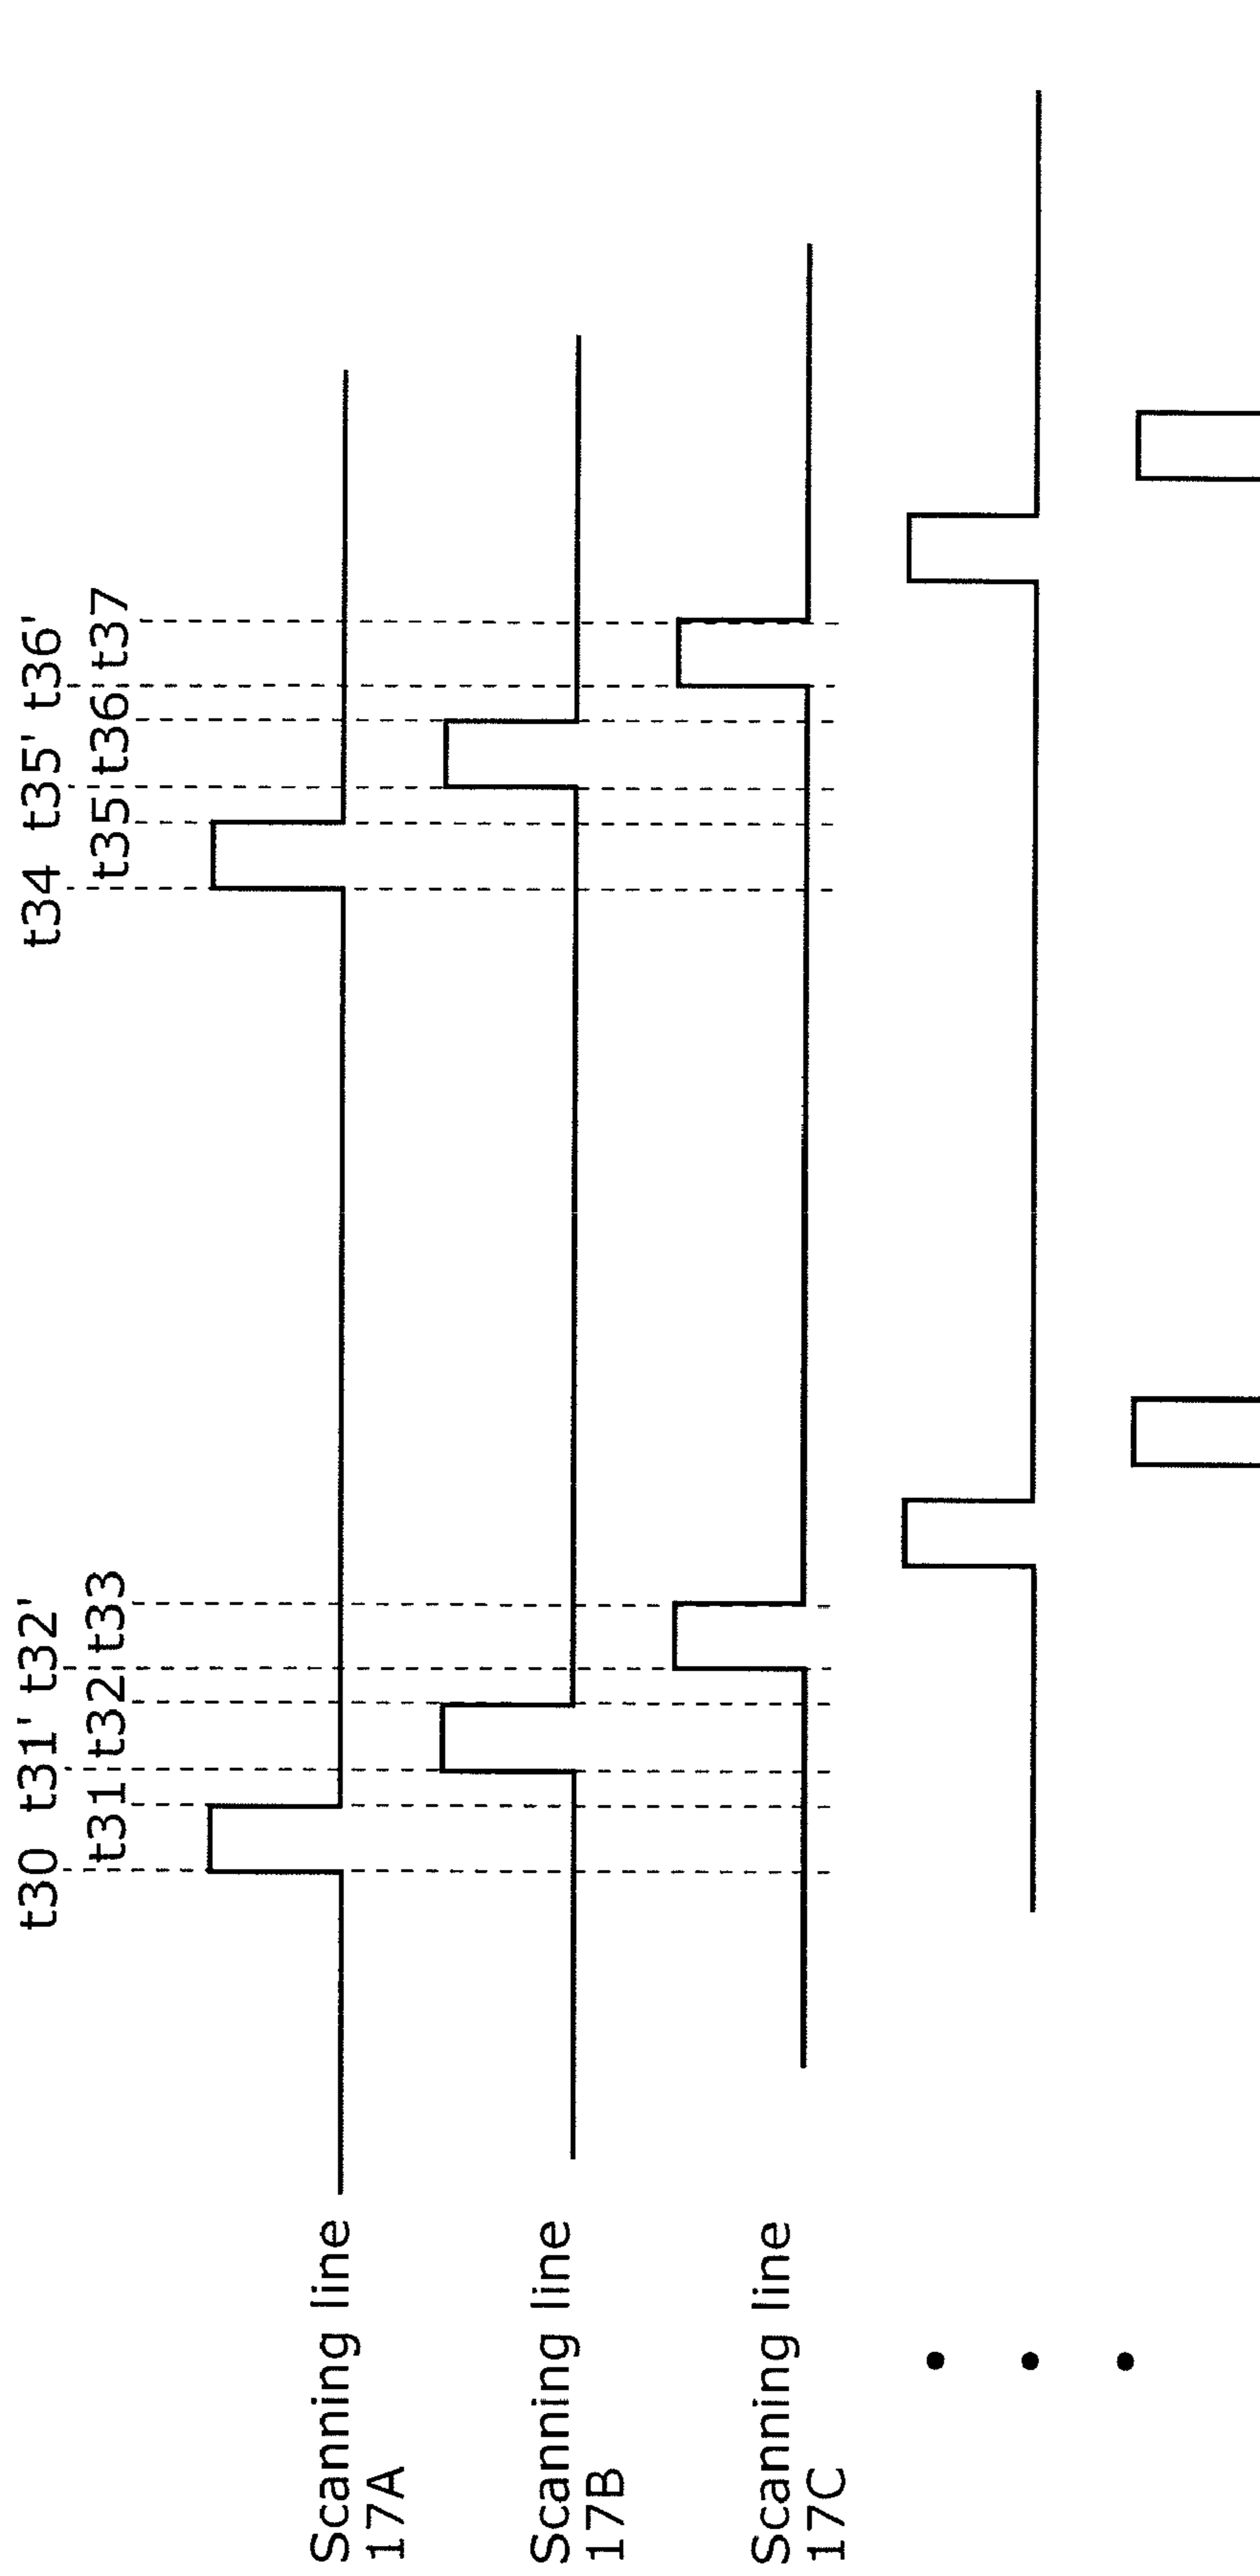 t30 t31' t32' t34 t35' t36'
t31 t32 t33 t35 t36 t37
Scanning line
17A
Scanning line
17B
Scanning line
17C